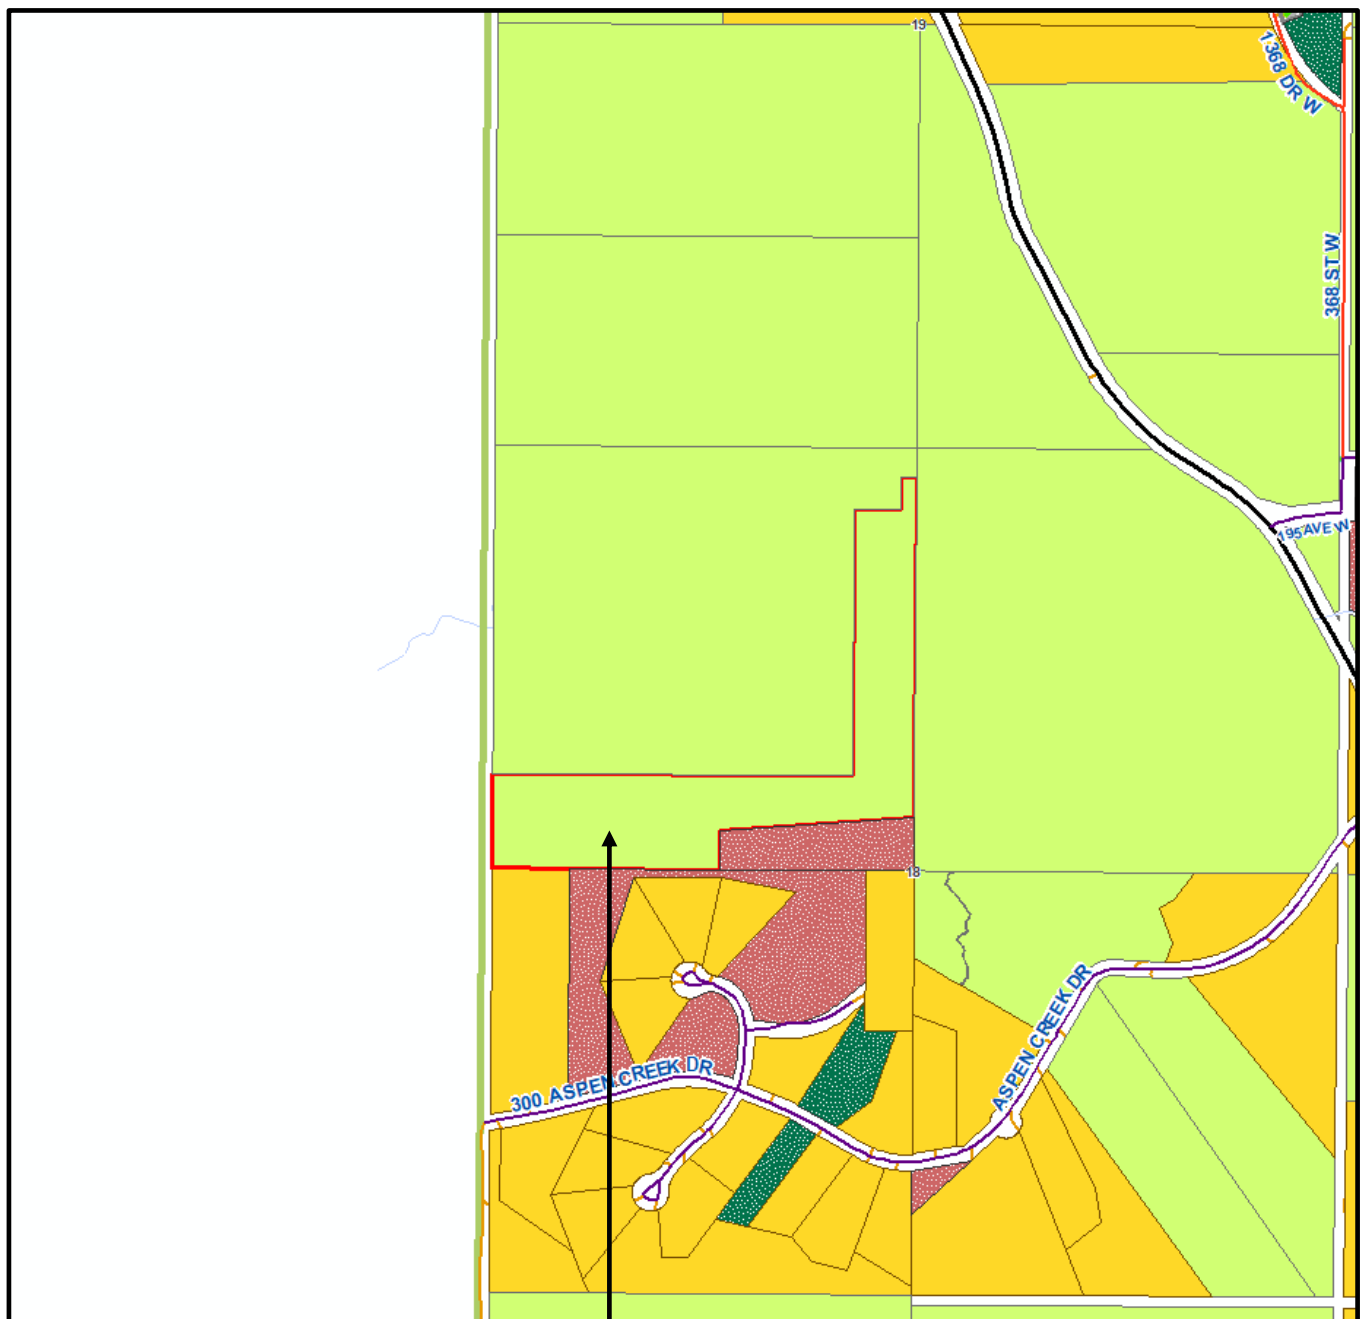 19
1368 DR W
368 ST W
195 AVE W
18
ASPEN CREEK DR
300 ASPEN CREEK DR